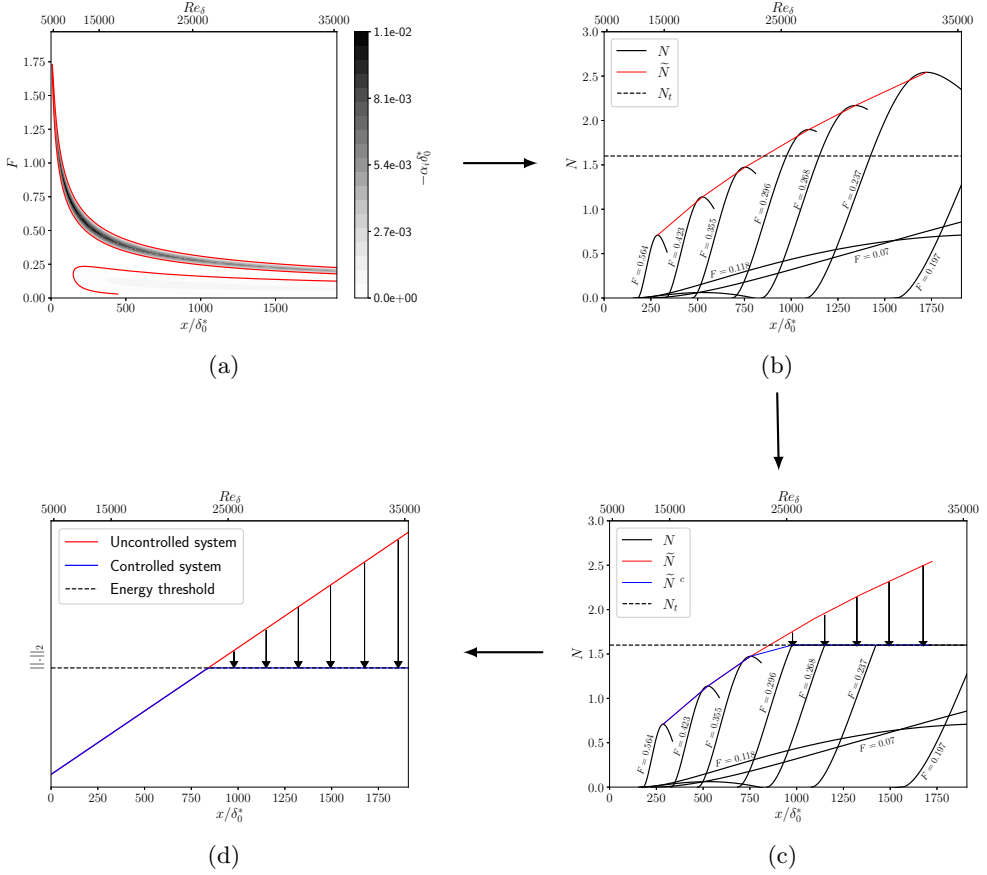 Re_δ
5000 15000 25000 35000
1.1e-02
8.1e-03
5.4e-03
2.7e-03
0.0e+00
−α_i δ_0^*
F
1.75
1.50
1.25
1.00
0.75
0.50
0.25
0.00
0 500 1000 1500
x/δ_0^*
(a)
Re_δ
5000 15000 25000 35000
N
Ñ
N_t
N
3.0
2.5
2.0
1.5
1.0
0.5
0.0
F = 0.564
F = 0.423
F = 0.355
F = 0.296
F = 0.268
F = 0.237
F = 0.118
F = 0.07
F = 0.197
0 250 500 750 1000 1250 1500 1750
x/δ_0^*
(b)
Re_δ
5000 15000 25000 35000
Uncontrolled system
Controlled system
Energy threshold
||.||_2
0 250 500 750 1000 1250 1500 1750
x/δ_0^*
(d)
Re_δ
5000 15000 25000 35000
N
Ñ
Ñ^c
N_t
N
3.0
2.5
2.0
1.5
1.0
0.5
0.0
F = 0.564
F = 0.423
F = 0.355
F = 0.296
F = 0.268
F = 0.237
F = 0.118
F = 0.07
F = 0.197
0 250 500 750 1000 1250 1500 1750
x/δ_0^*
(c)